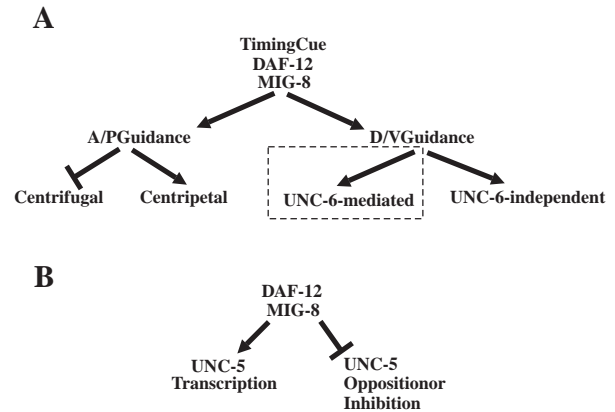 A
TimingCue
DAF-12
MIG-8
A/PGuidance
D/VGuidance
Centrifugal
Centripetal
UNC-6-mediated
UNC-6-independent
B
DAF-12
MIG-8
UNC-5
Transcription
UNC-5
Oppositionor
Inhibition